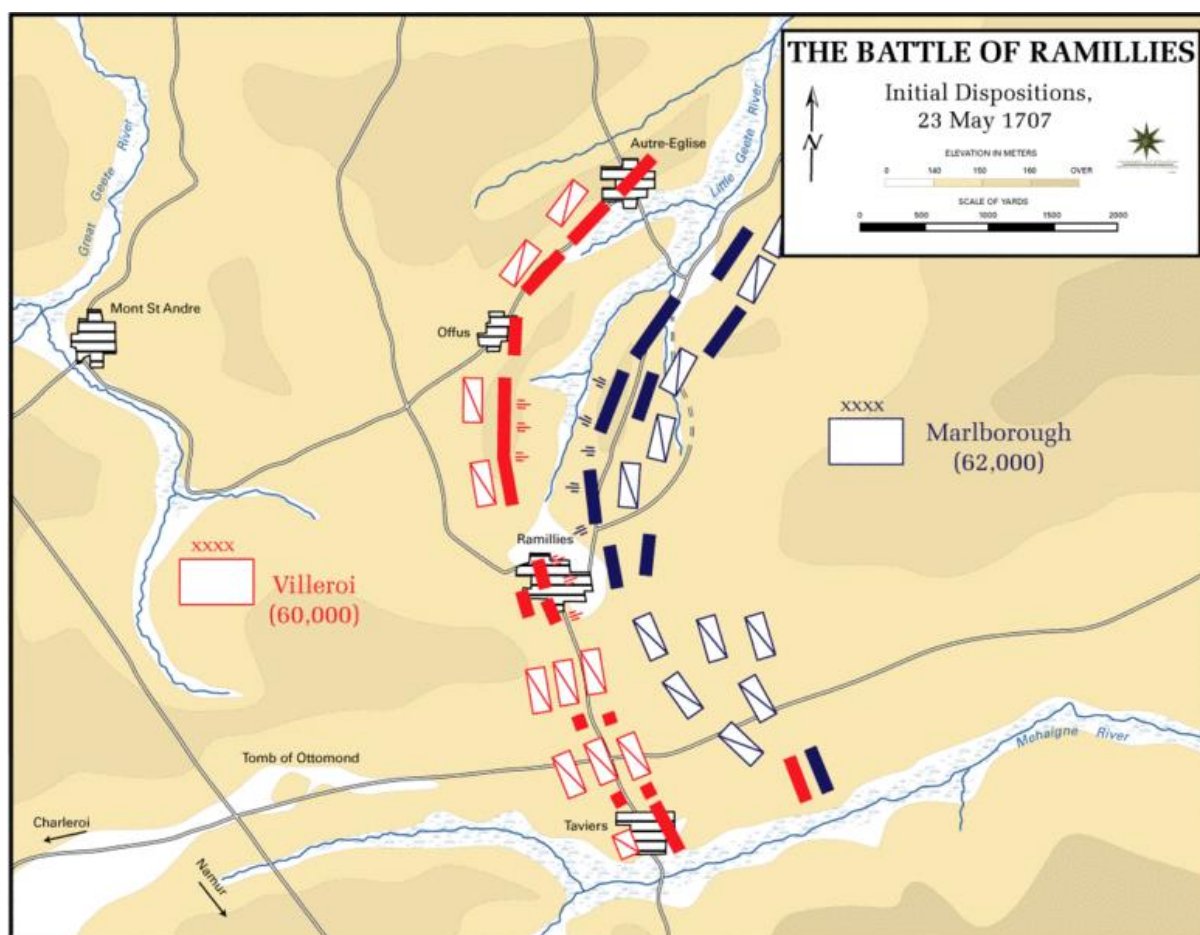 THE BATTLE OF RAMILLIES
Initial Dispositions,
23 May 1707
N
ELEVATION IN METERS
0 140 150 160 OVER
SCALE OF YARDS
0 500 1000 1500 2000
Autre-Eglise
Little Geete River
Great Geete River
Mont St Andre
Offus
XXXX
Marlborough
(62,000)
Ramillies
XXXX
Villeroi
(60,000)
Mehaigne River
Tomb of Ottomond
Charleroi
Taviers
Namur